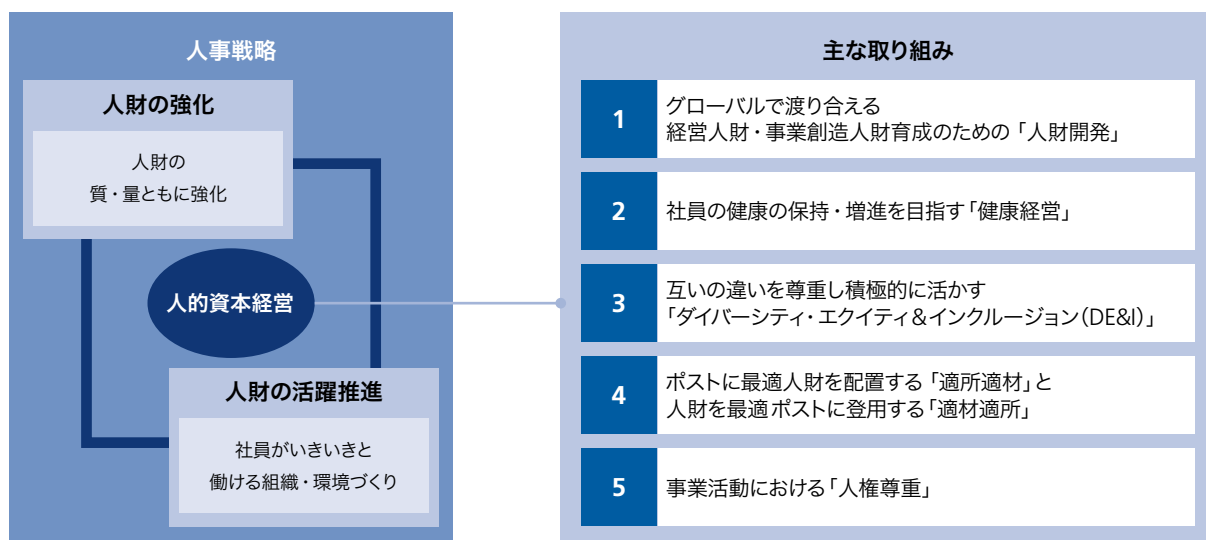 人事戦略
人財の強化
人財の
質・量ともに強化
人的資本経営
人財の活躍推進
社員がいきいきと
働ける組織・環境づくり
主な取り組み
1
グローバルで渡り合える
経営人財・事業創造人財育成のための「人財開発」
2
社員の健康の保持・増進を目指す「健康経営」
3
互いの違いを尊重し積極的に活かす
「ダイバーシティ・エクイティ&インクルージョン(DE&I)」
4
ポストに最適人財を配置する「適所適材」と
人財を最適ポストに登用する「適材適所」
5
事業活動における「人権尊重」